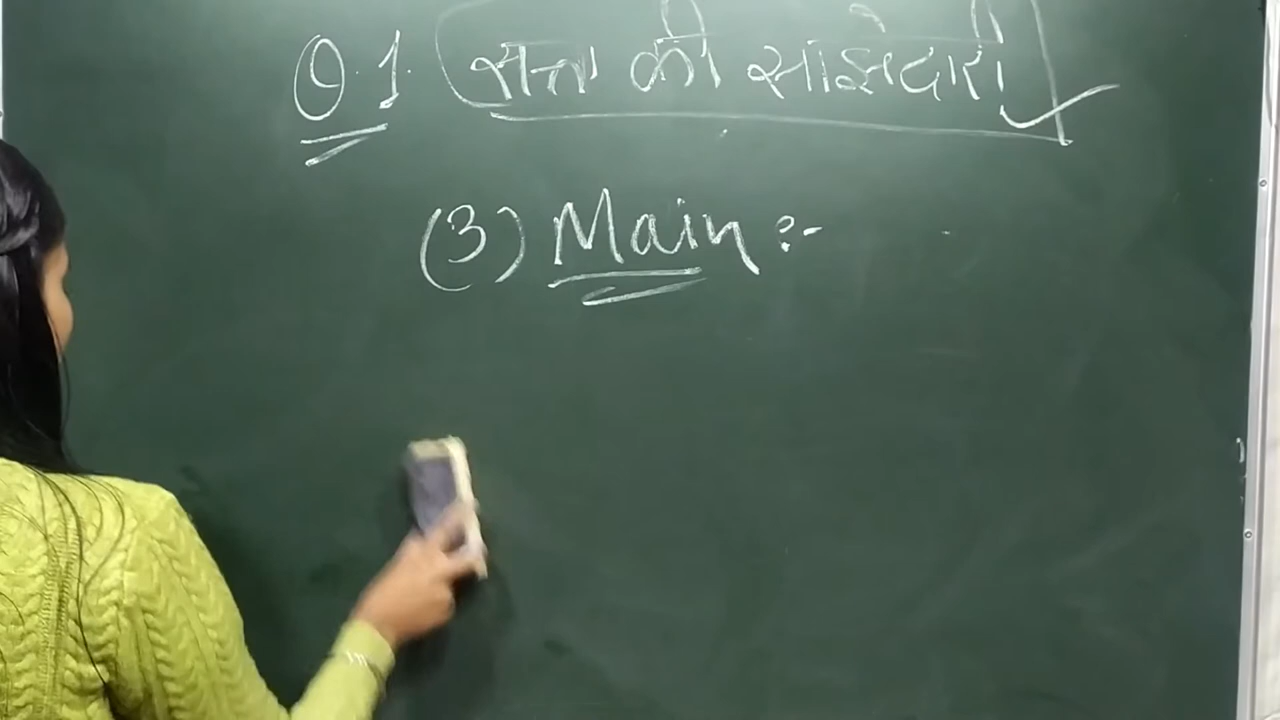 Q.1. सत्ता की साझेदारी
(3) Main :-